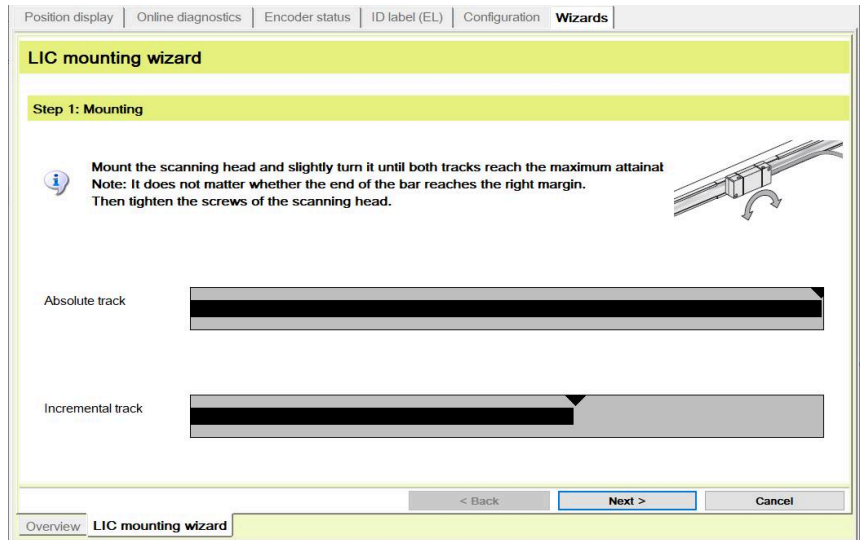 Position display Online diagnostics Encoder status ID label (EL) Configuration Wizards
LIC mounting wizard
Step 1: Mounting
Mount the scanning head and slightly turn it until both tracks reach the maximum attainab
Note: It does not matter whether the end of the bar reaches the right margin.
Then tighten the screws of the scanning head.
Absolute track
Incremental track
< Back Next > Cancel
Overview LIC mounting wizard